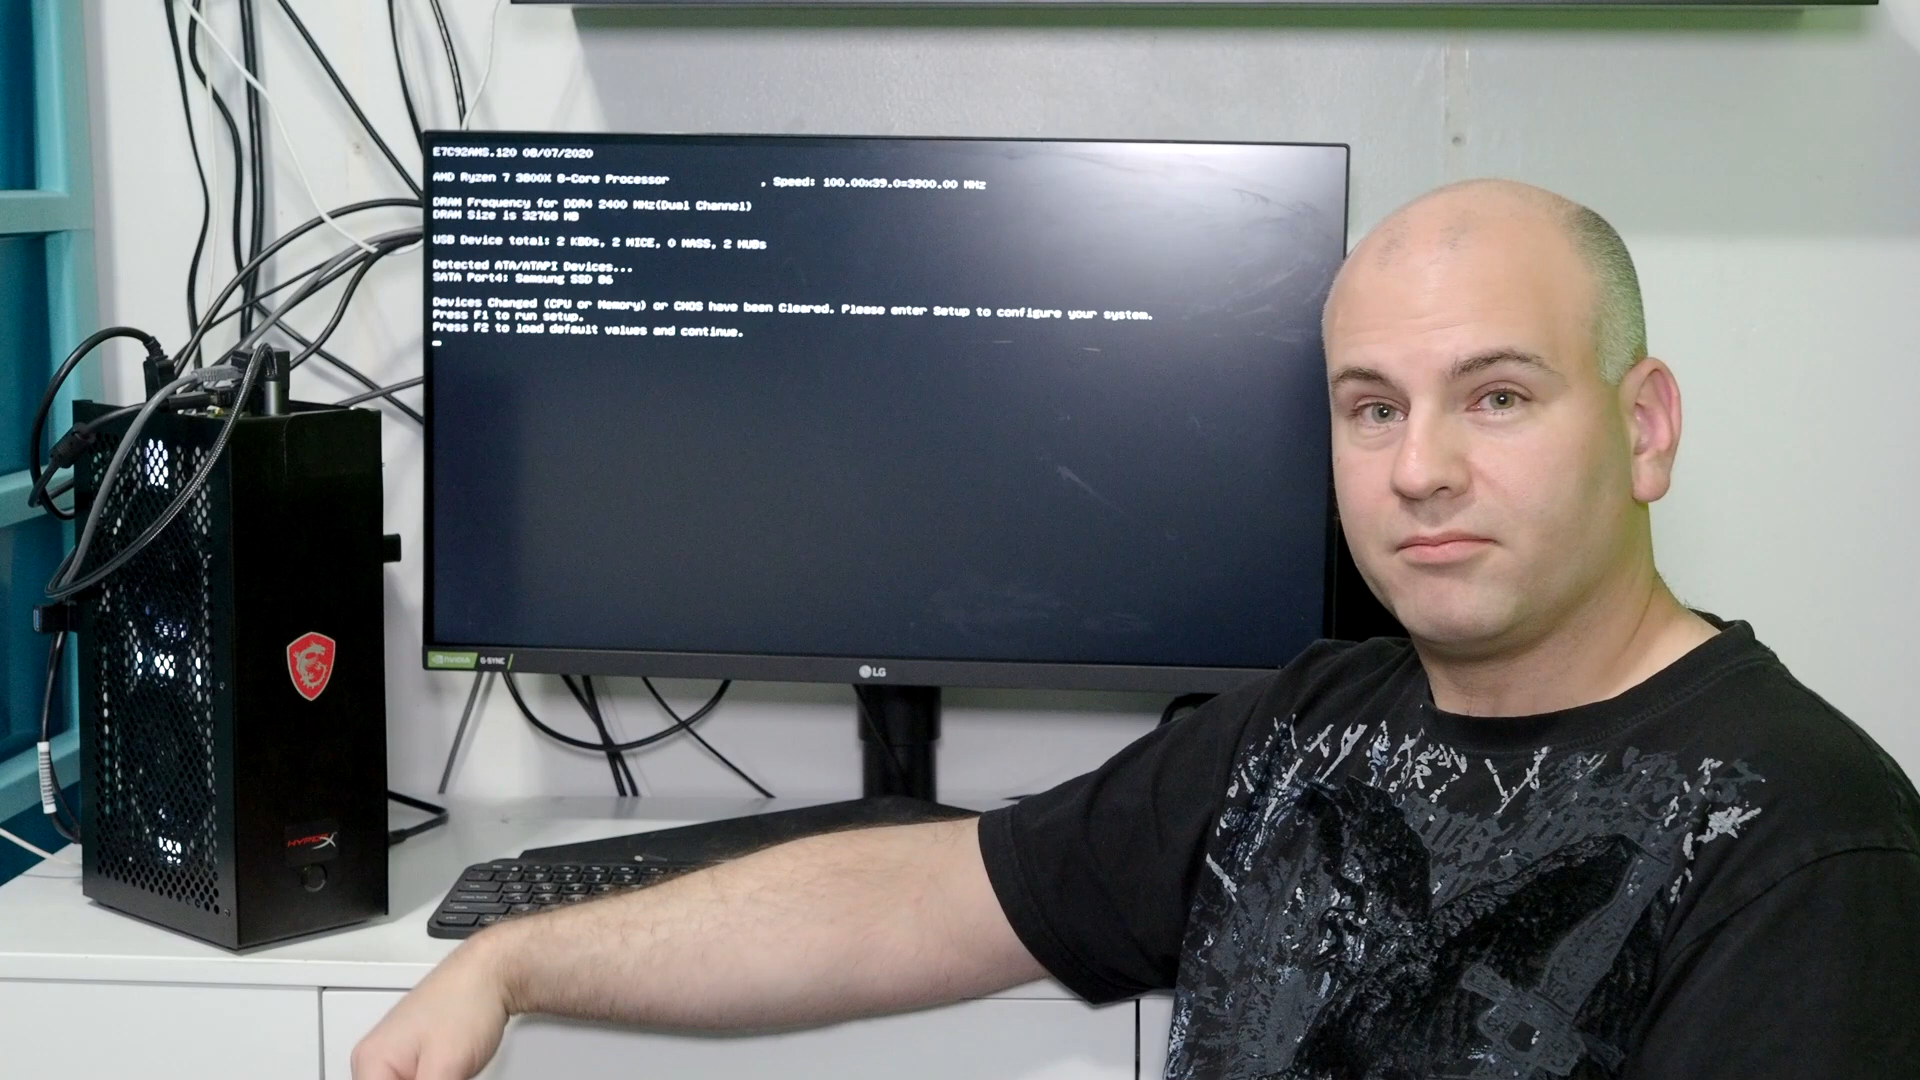 E7C92AMS.120 08/07/2020
AMD Ryzen 7 3800X 8-Core Processor , Speed: 100.00x39.0=3900.00 MHz
DRAM Frequency for DDR4 2400 MHz(Dual Channel)
DRAM Size is 32768 MB
USB Device total: 2 KBDs, 2 MICE, 0 MASS, 2 HUBs
Detected ATA/ATAPI Devices...
SATA Port4: Samsung SSD 86
Devices Changed (CPU or Memory) or CMOS have been Cleared. Please enter Setup to configure your system.
Press F1 to run setup.
Press F2 to load default values and continue.
NVIDIA G-SYNC
LG
HYPERX